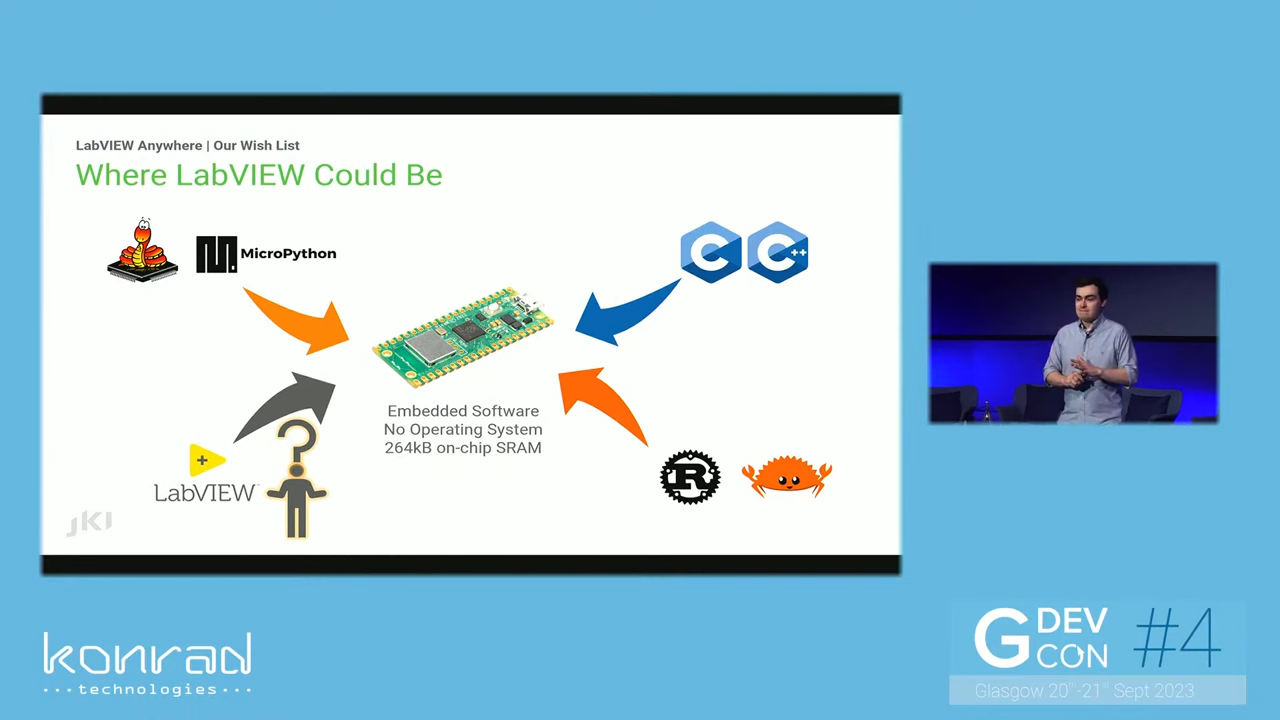 LabVIEW Anywhere | Our Wish List
Where LabVIEW Could Be
MicroPython
C C++
Embedded Software
No Operating System
264kB on-chip SRAM
?
R
+
LabVIEW™
JKI
konrad
technologies
G DEV CON #4
Glasgow 20th-21st Sept 2023